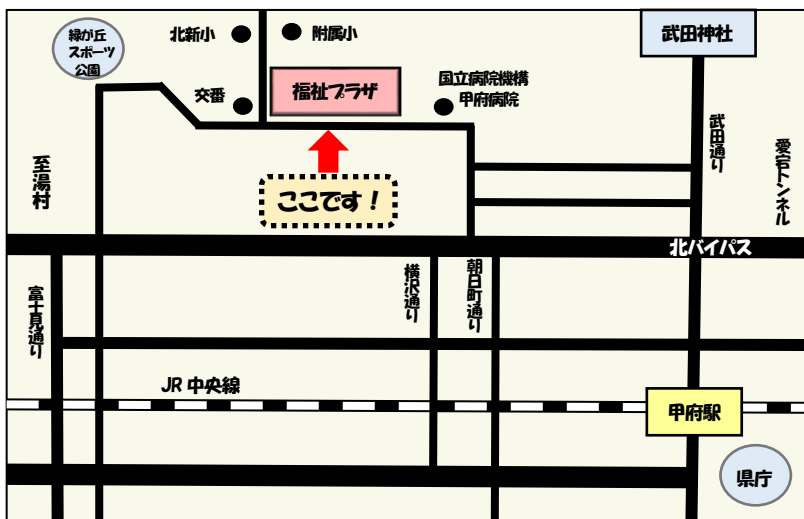 緑が丘
スポーツ
公園
北新小
附属小
武田神社
交番
福祉プラザ
国立病院機構
甲府病院
武田通り
愛宕トンネル
至湯村
ここです！
北バイパス
富士見通り
横沢通り
朝日町通り
JR 中央線
甲府駅
県庁